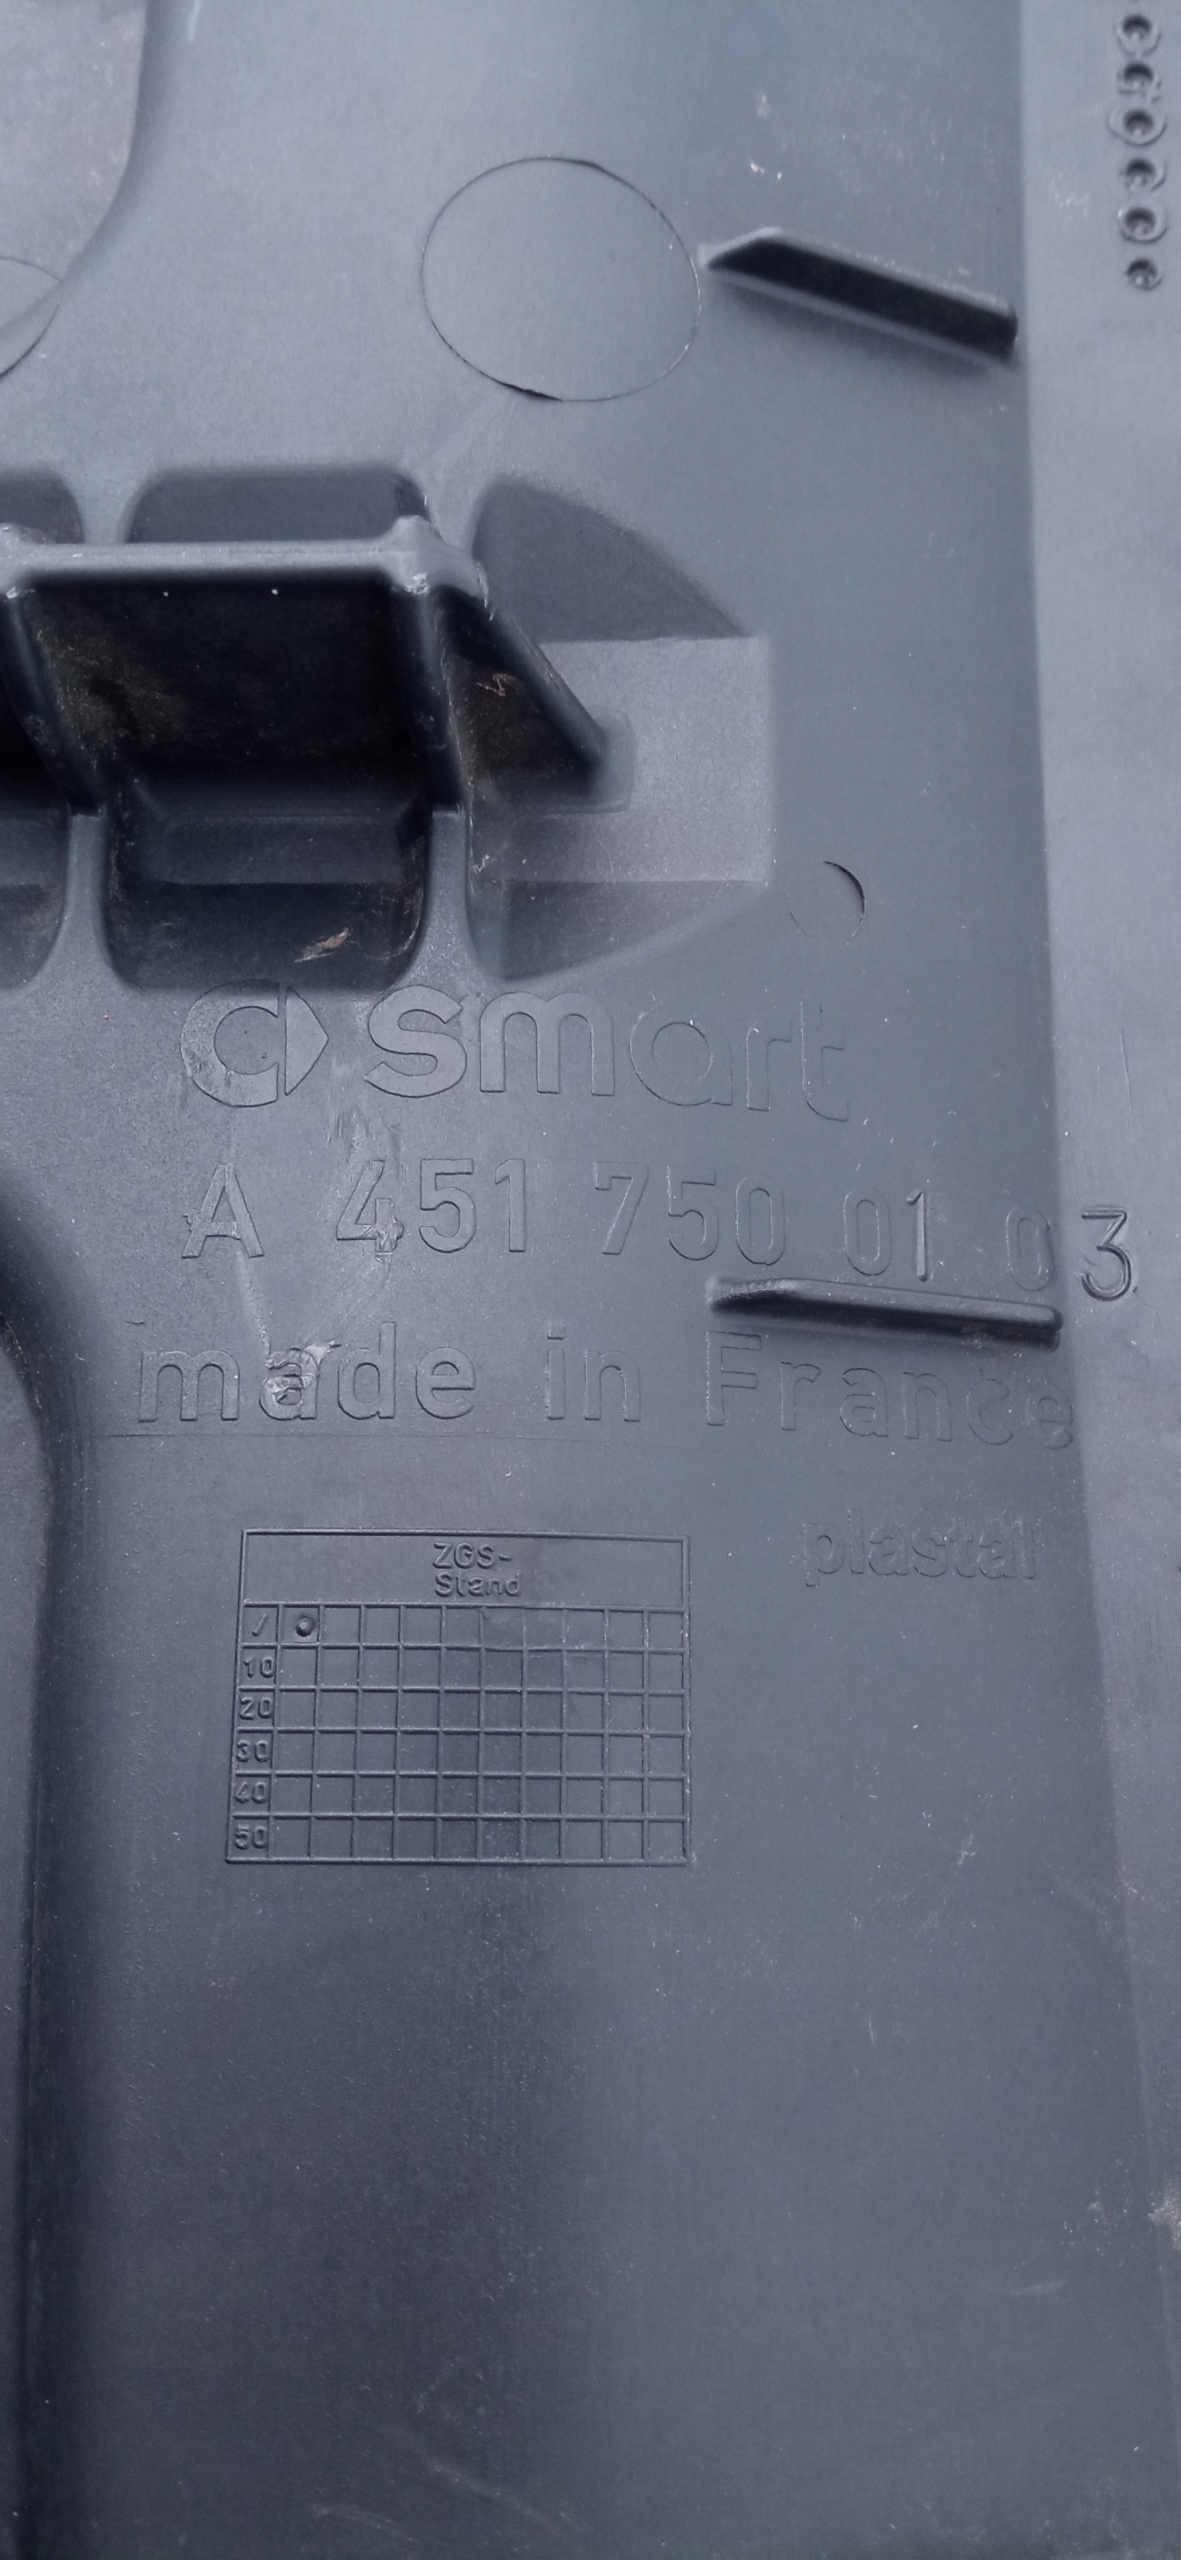 smart
A 451 750 01 03
made in France
plastal
ZGS-
Stand
/
10
20
30
40
50